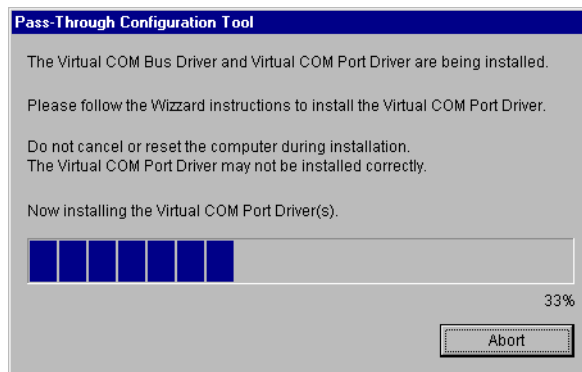 Pass-Through Configuration Tool
The Virtual COM Bus Driver and Virtual COM Port Driver are being installed.
Please follow the Wizzard instructions to install the Virtual COM Port Driver.
Do not cancel or reset the computer during installation.
The Virtual COM Port Driver may not be installed correctly.
Now installing the Virtual COM Port Driver(s).
33%
Abort